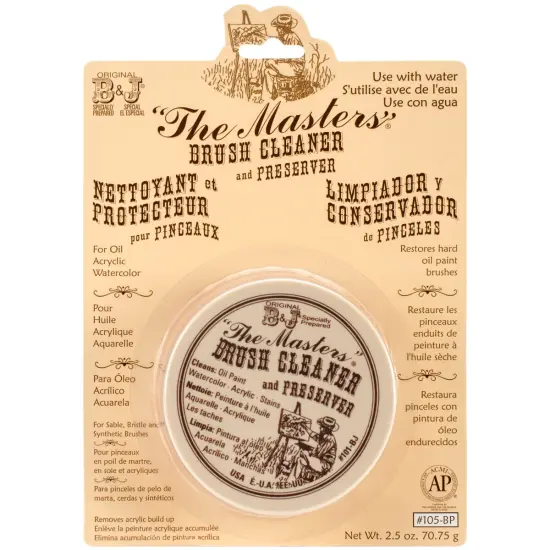 ORIGINAL
B&J
SPECIALLY PREPARED
SPECIAL EL ESPECIAL
Use with water
S'utilise avec de l'eau
Use con agua
"The Masters"®
BRUSH CLEANER
and PRESERVER
NETTOYANT et
PROTECTEUR
pour PINCEAUX
LIMPIADOR y
CONSERVADOR
de PINCELES
For Oil
Acryclic
Watercolor
Pour
Huile
Acrylique
Aquarelle
Para Óleo
Acrílico
Acuarela
For Sable, Bristle an
Synthetic Brushes
Pour pinceaux
en poil de martre,
en soie et acryliques
Para pinceles de pelo de
marta, cerdas y sintéticos
Removes acrylic build up
Enlève la peinture acrylique accumulée
Elimina acumulación de pintura acrílica
Restores hard
oil paint
brushes
Restaure les
pinceaux
enduits de
peinture à
l'huile sèche
Restaura
pinceles con
pintura de
óleo
endurecidos
ORIGINAL
B&J
Specially
Prepared
"The Masters"®
BRUSH CLEANER
and PRESERVER
Cleans: Oil Paint
Watercolor · Acrylic · Stains
Nettoie: Peinture à l'huile
Aquarelle · Acrylique
Les taches
Limpia: Pintura al óleo
Acuarela
Acrílico · Manchas
USA É.-U.A.
#101-BJ
ACMI
AP
#105-BP
Net Wt. 2.5 oz. 70.75 g